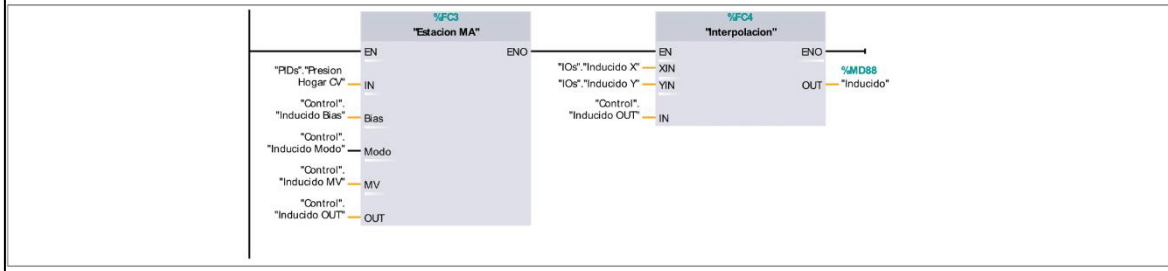 %FC3
"Estacion MA"
EN
ENO
"PIDs"."Presion
Hogar CV"
IN
"Control".
"Inducido Bias"
Bias
"Control".
"Inducido Modo"
Modo
"Control".
"Inducido MV"
MV
"Control".
"Inducido OUT"
OUT
%FC4
"Interpolacion"
EN
ENO
"IOs"."Inducido X"
XIN
"IOs"."Inducido Y"
YIN
"Control".
"Inducido OUT"
IN
%MD88
OUT
"Inducido"